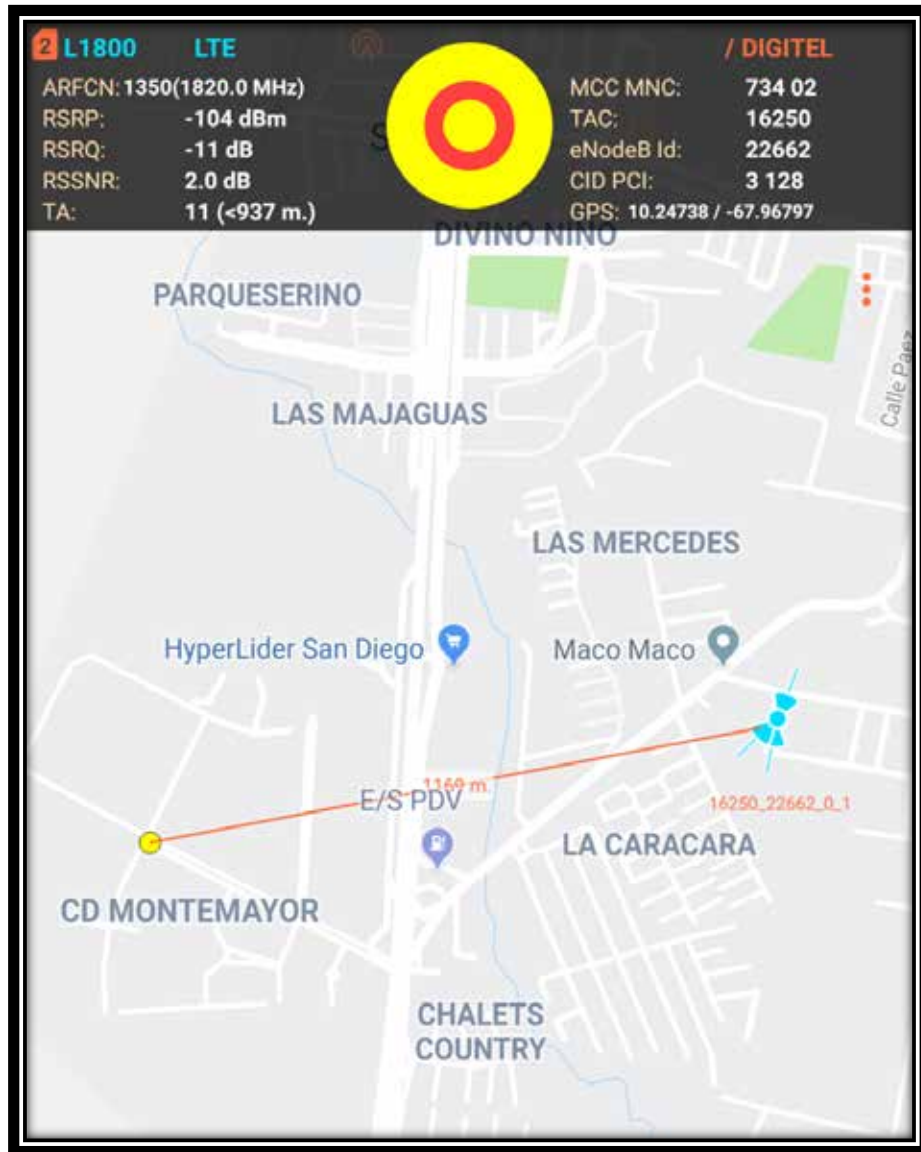 2 L1800 LTE / DIGITEL
ARFCN: 1350(1820.0 MHz) MCC MNC: 734 02
RSRP: -104 dBm TAC: 16250
RSRQ: -11 dB eNodeB Id: 22662
RSSNR: 2.0 dB CID PCI: 3 128
TA: 11 (<937 m.) GPS: 10.24738 / -67.96797
S
DIVINO NINO
PARQUESERINO
Calle Paez
LAS MAJAGUAS
LAS MERCEDES
HyperLider San Diego
Maco Maco
1169 m.
E/S PDV
16250_22662_0_1
LA CARACARA
CD MONTEMAYOR
CHALETS
COUNTRY